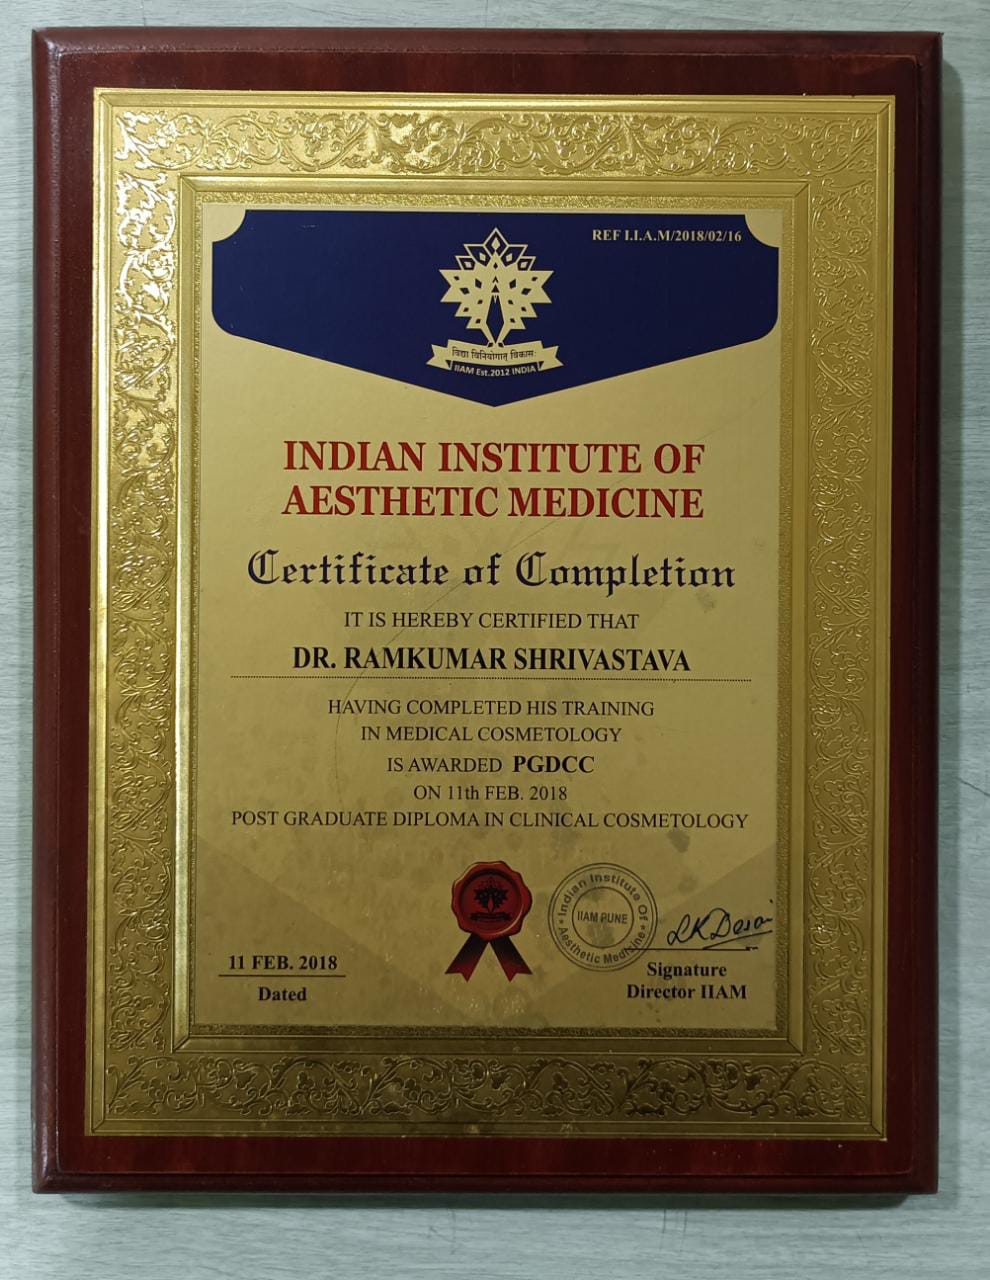 REF I.I.A.M/2018/02/16
विद्या विनियोगात् विकासः
IIAM Est.2012 INDIA
INDIAN INSTITUTE OF
AESTHETIC MEDICINE
Certificate of Completion
IT IS HEREBY CERTIFIED THAT
DR. RAMKUMAR SHRIVASTAVA
HAVING COMPLETED HIS TRAINING
IN MEDICAL COSMETOLOGY
IS AWARDED PGDCC
ON 11th FEB. 2018
POST GRADUATE DIPLOMA IN CLINICAL COSMETOLOGY
Indian Institute Of
Aesthetic Medicine
IIAM PUNE
11 FEB. 2018
Dated
Signature
Director IIAM